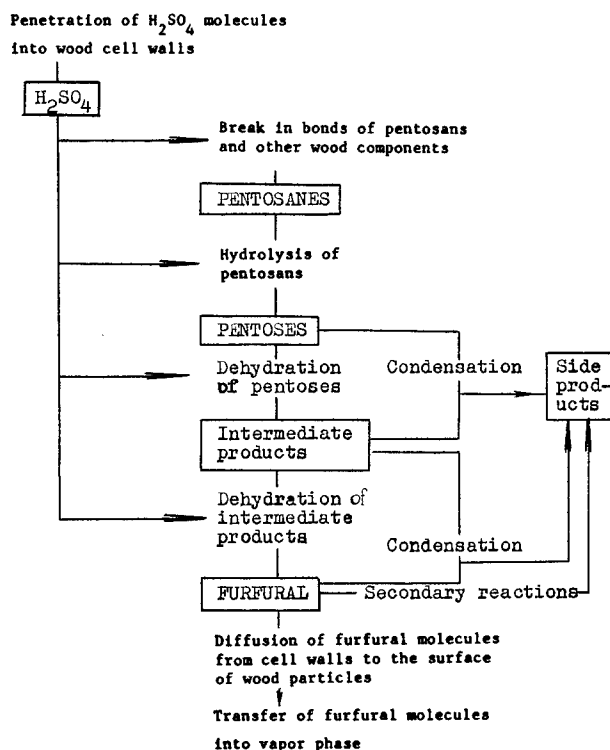 Penetration of H2SO4 molecules
into wood cell walls
H2SO4
Break in bonds of pentosans
and other wood components
PENTOSANES
Hydrolysis of
pentosans
PENTOSES
Dehydration
of pentoses
Condensation
Side
prod-
ucts
Intermediate
products
Dehydration of
intermediate
products
Condensation
FURFURAL
Secondary reactions
Diffusion of furfural molecules
from cell walls to the surface
of wood particles
Transfer of furfural molecules
into vapor phase